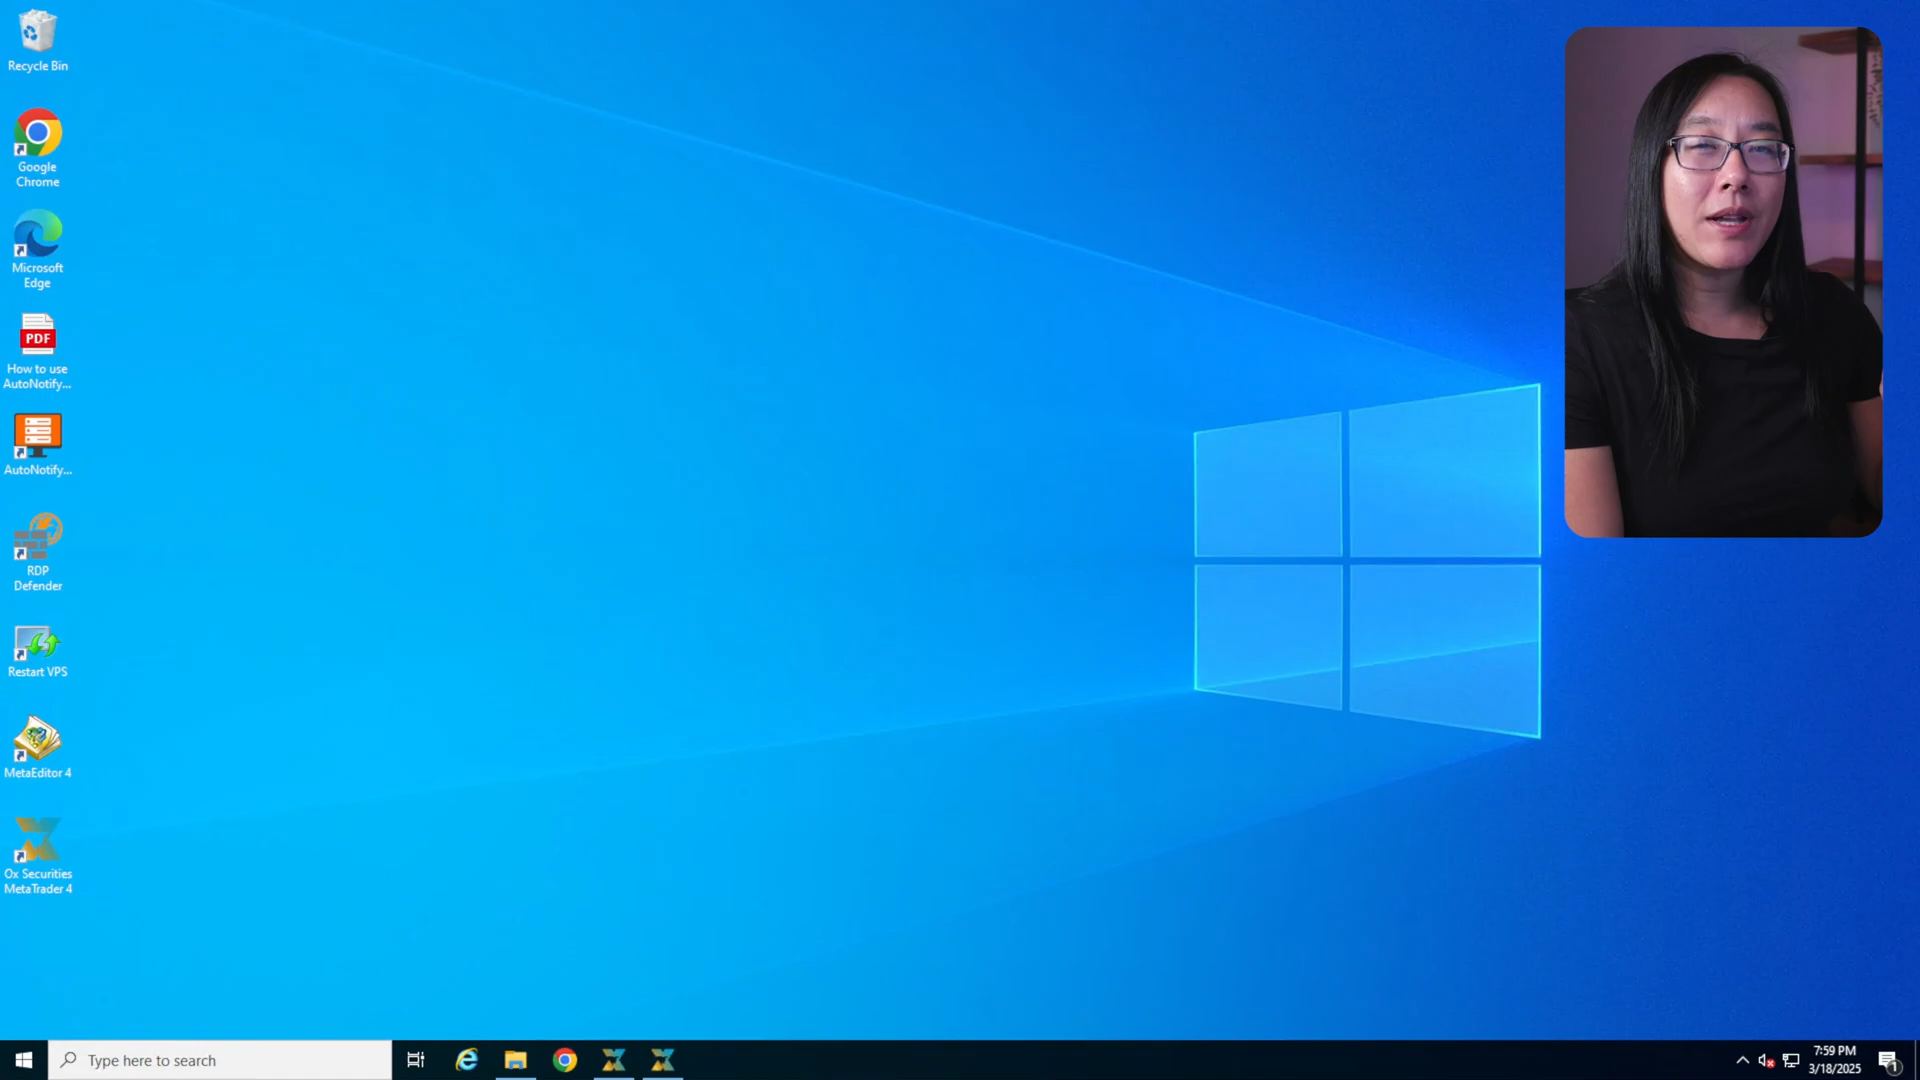 Recycle Bin
Google
Chrome
Microsoft
Edge
PDF
How to use
AutoNotify...
AutoNotify...
RDP
Defender
Restart VPS
MetaEditor 4
Ox Securities
MetaTrader 4
Type here to search
7:59 PM
3/18/2025
1